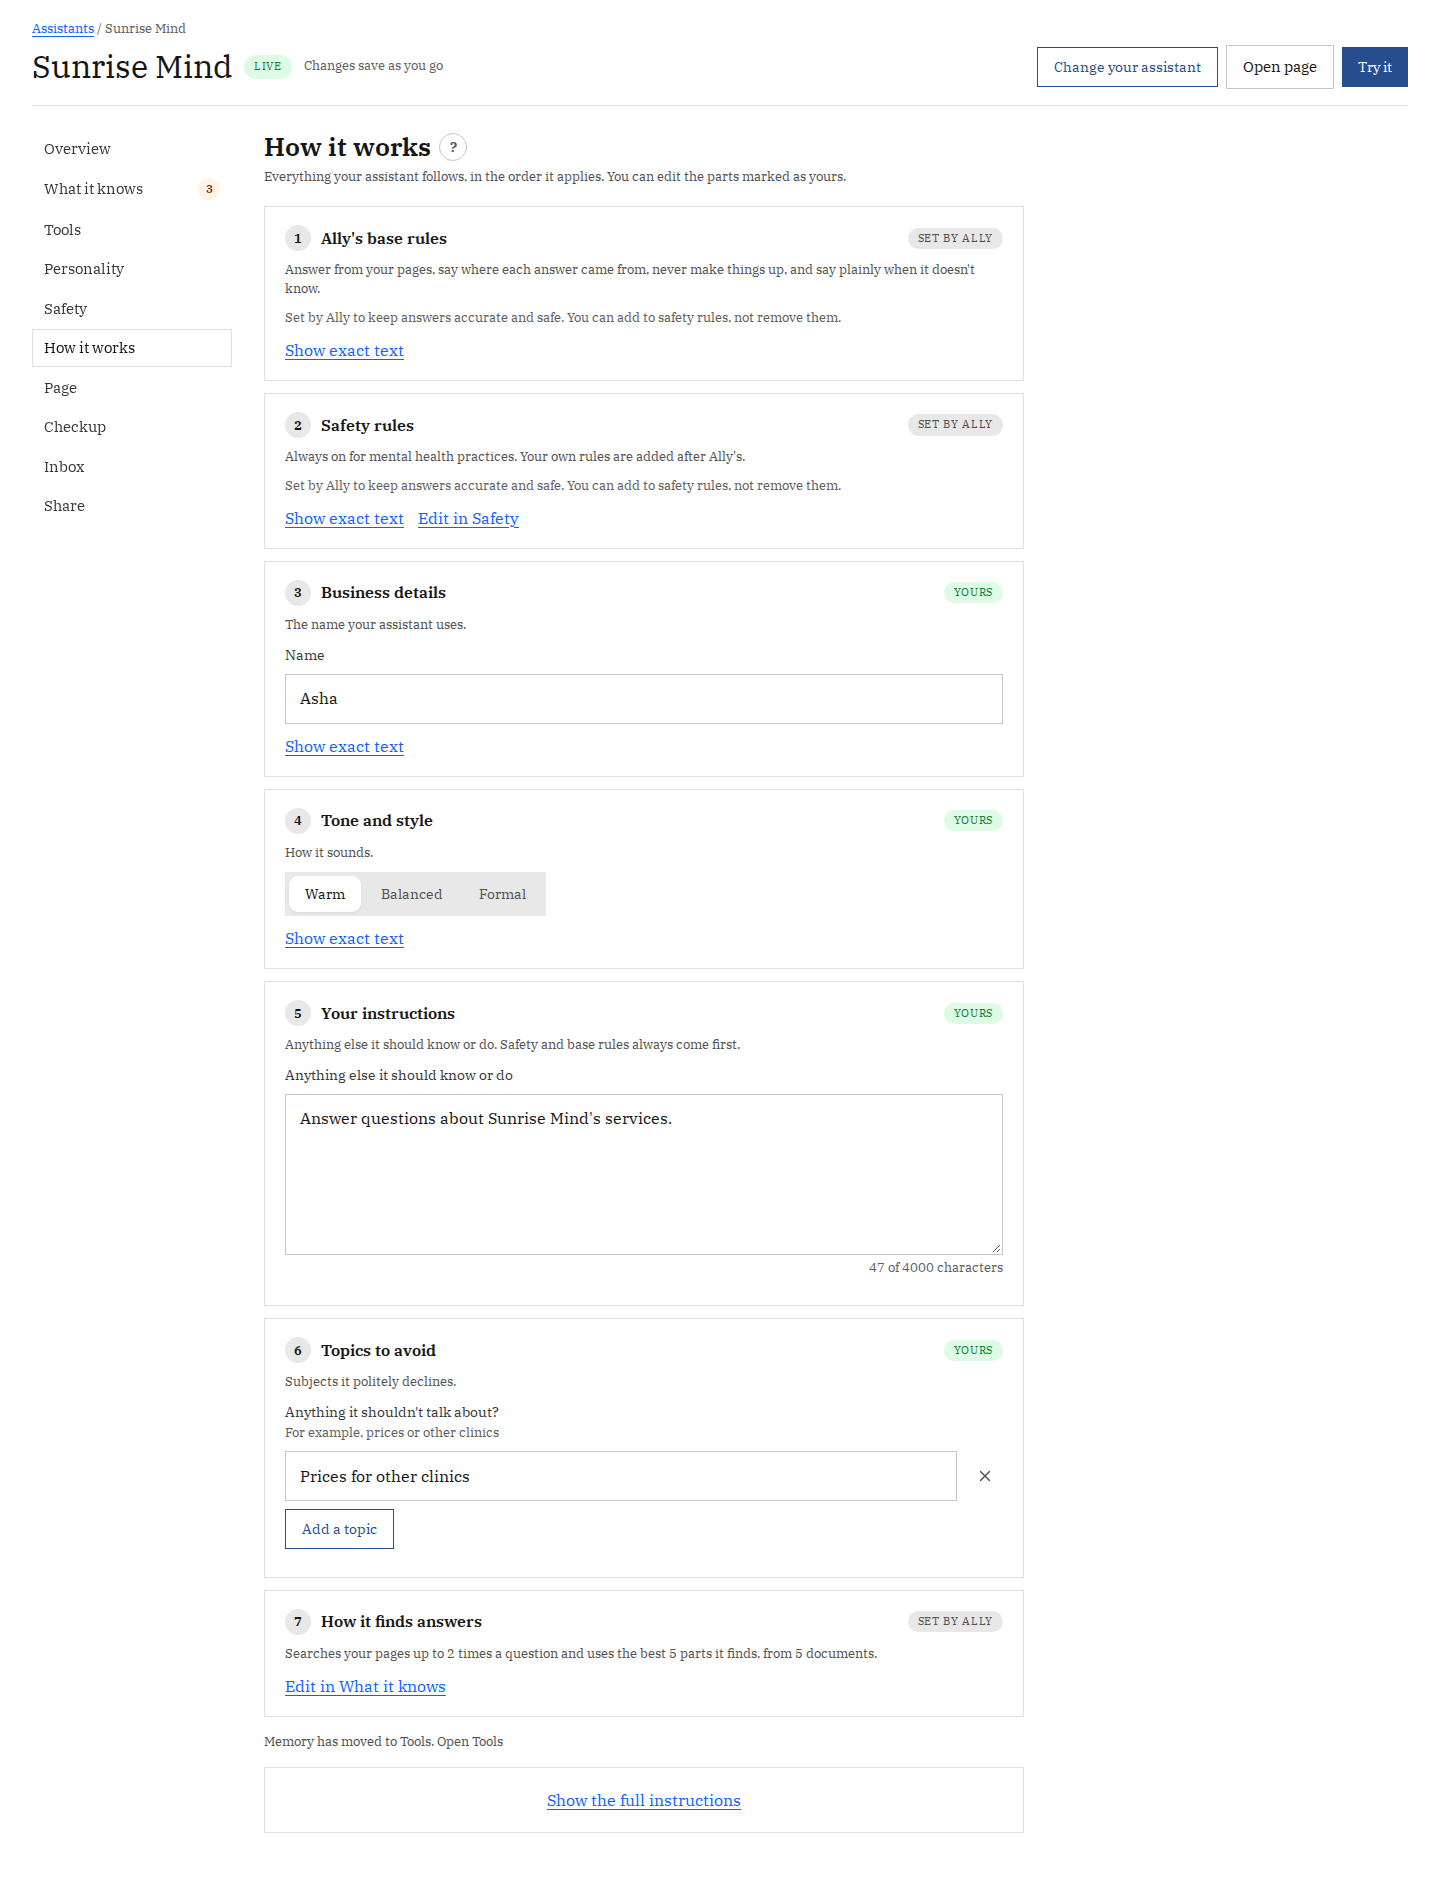 Assistants / Sunrise Mind
Sunrise Mind LIVE Changes save as you go
Change your assistant
Open page
Try it
Overview
What it knows 3
Tools
Personality
Safety
How it works
Page
Checkup
Inbox
Share
How it works ?
Everything your assistant follows, in the order it applies. You can edit the parts marked as yours.
1 Ally's base rules SET BY ALLY
Answer from your pages, say where each answer came from, never make things up, and say plainly when it doesn't
know.
Set by Ally to keep answers accurate and safe. You can add to safety rules, not remove them.
Show exact text
2 Safety rules SET BY ALLY
Always on for mental health practices. Your own rules are added after Ally's.
Set by Ally to keep answers accurate and safe. You can add to safety rules, not remove them.
Show exact text Edit in Safety
3 Business details YOURS
The name your assistant uses.
Name
Asha
Show exact text
4 Tone and style YOURS
How it sounds.
Warm Balanced Formal
Show exact text
5 Your instructions YOURS
Anything else it should know or do. Safety and base rules always come first.
Anything else it should know or do
Answer questions about Sunrise Mind's services.
47 of 4000 characters
6 Topics to avoid YOURS
Subjects it politely declines.
Anything it shouldn't talk about?
For example, prices or other clinics
Prices for other clinics
Add a topic
7 How it finds answers SET BY ALLY
Searches your pages up to 2 times a question and uses the best 5 parts it finds, from 5 documents.
Edit in What it knows
Memory has moved to Tools. Open Tools
Show the full instructions